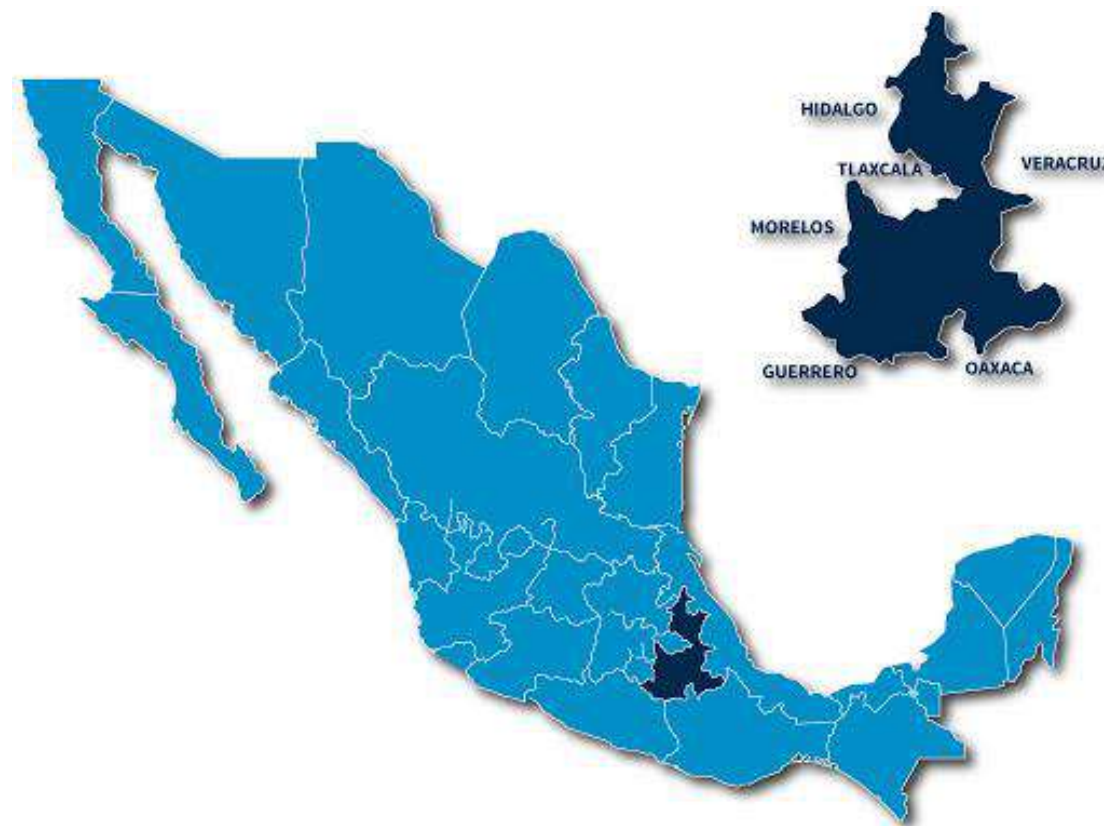 HIDALGO
TLAXCALA
VERACRUZ
MORELOS
GUERRERO
OAXACA